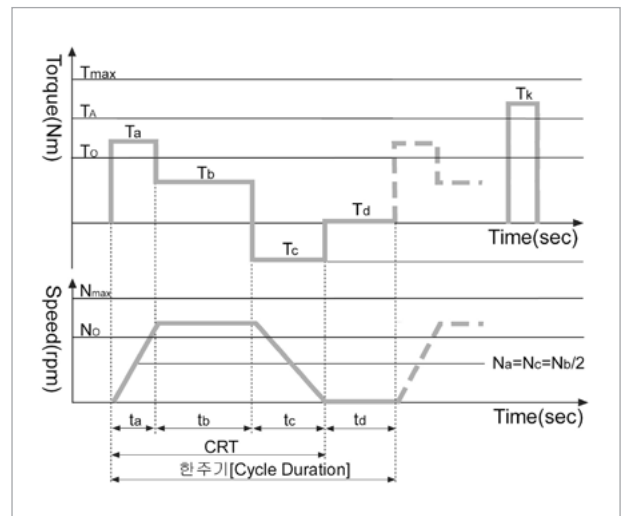 Torque(Nm)
Tmax
TA
TO
Ta
Tb
Tc
Td
Tk
Time(sec)
Speed(rpm)
Nmax
NO
Na=Nc=Nb/2
Time(sec)
ta
tb
tc
td
CRT
한주기[Cycle Duration]